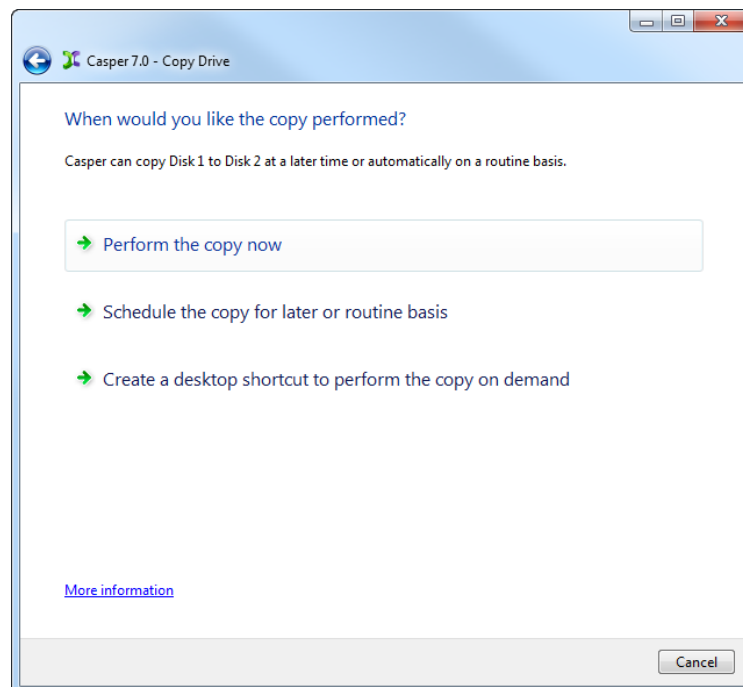 Casper 7.0 - Copy Drive
When would you like the copy performed?
Casper can copy Disk 1 to Disk 2 at a later time or automatically on a routine basis.
Perform the copy now
Schedule the copy for later or routine basis
Create a desktop shortcut to perform the copy on demand
More information
Cancel